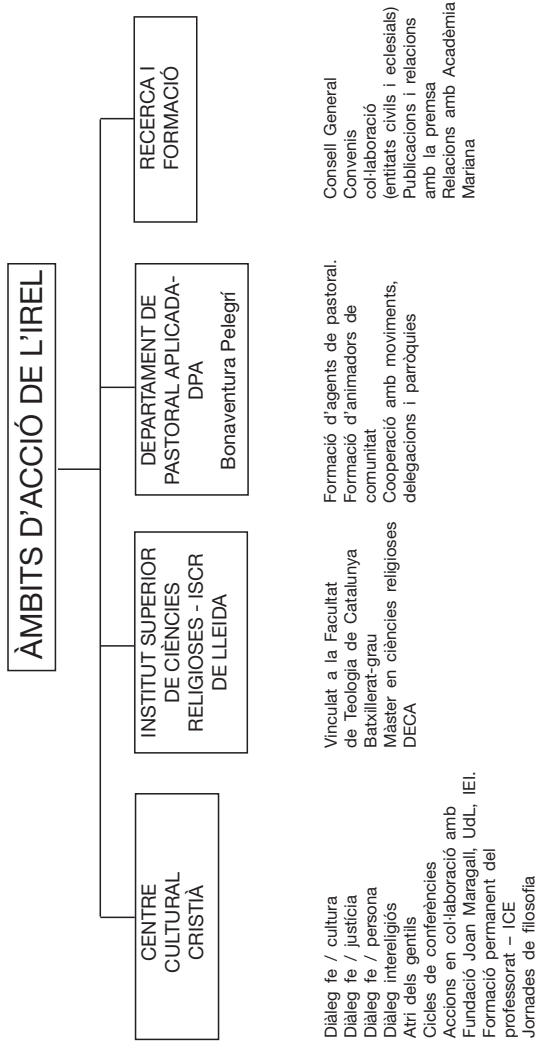 ÀMBITS D'ACCIÓ DE L'IREL
CENTRE
CULTURAL
CRISTIÀ
Diàleg fe / cultura
Diàleg fe / justícia
Diàleg fe / persona
Diàleg intereligiós
Atri dels gentils
Cicles de conferències
Accions en col·laboració amb
Fundació Joan Maragall, UdL, IEI.
Formació permanent del
professorat – ICE
Jornades de filosofia
INSTITUT SUPERIOR
DE CIÈNCIES
RELIGIOSES - ISCR
DE LLEIDA
Vinculat a la Facultat
de Teologia de Catalunya
Batxillerat-grau
Màster en ciències religioses
DECA
DEPARTAMENT DE
PASTORAL APLICADA-
DPA
Bonaventura Pelegrí
Formació d'agents de pastoral.
Formació d'animadors de
comunitat
Cooperació amb moviments,
delegacions i parròquies
RECERCA I
FORMACIÓ
Consell General
Convenis
col·laboració
(entitats civils i eclesials)
Publicacions i relacions
amb la premsa
Relacions amb Acadèmia
Mariana